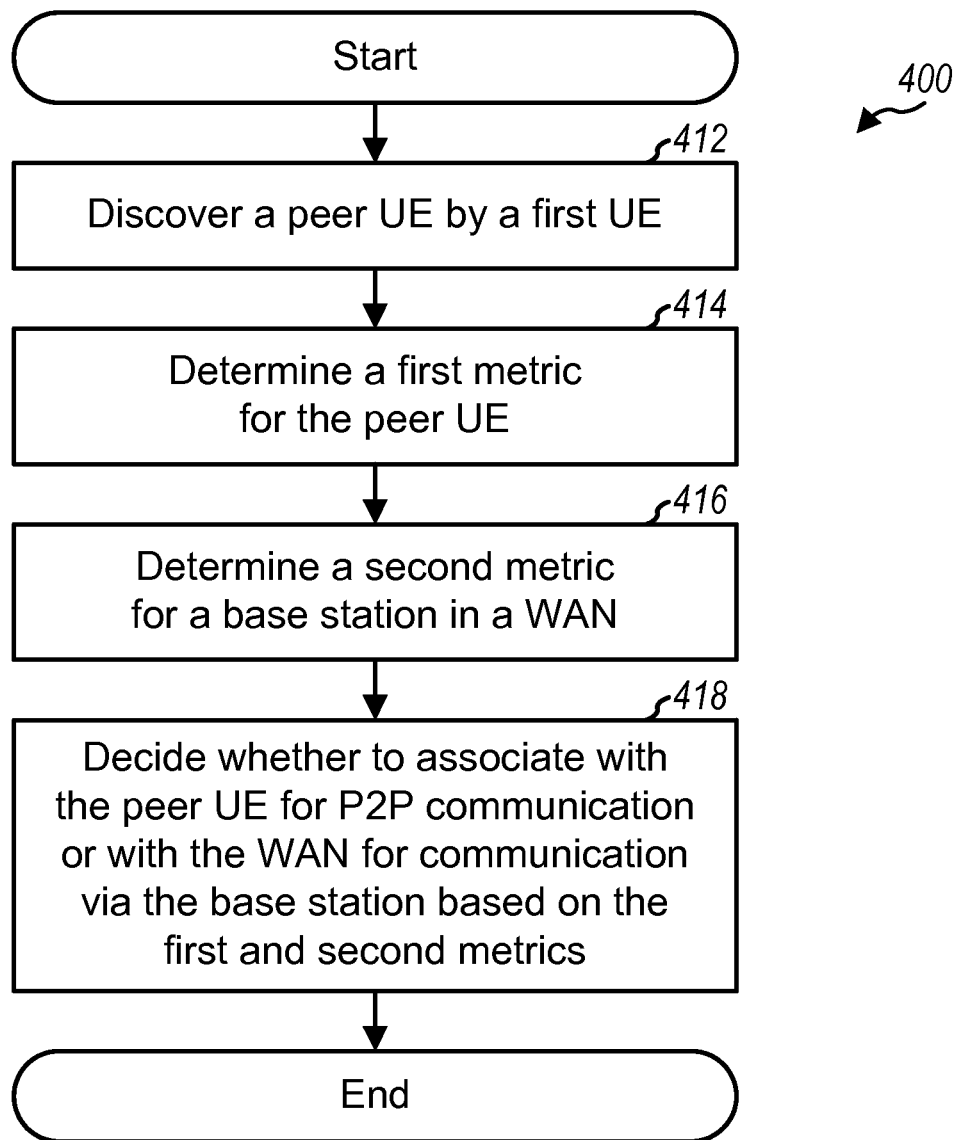 Start
400
412
Discover a peer UE by a first UE
414
Determine a first metric
for the peer UE
416
Determine a second metric
for a base station in a WAN
418
Decide whether to associate with
the peer UE for P2P communication
or with the WAN for communication
via the base station based on the
first and second metrics
End